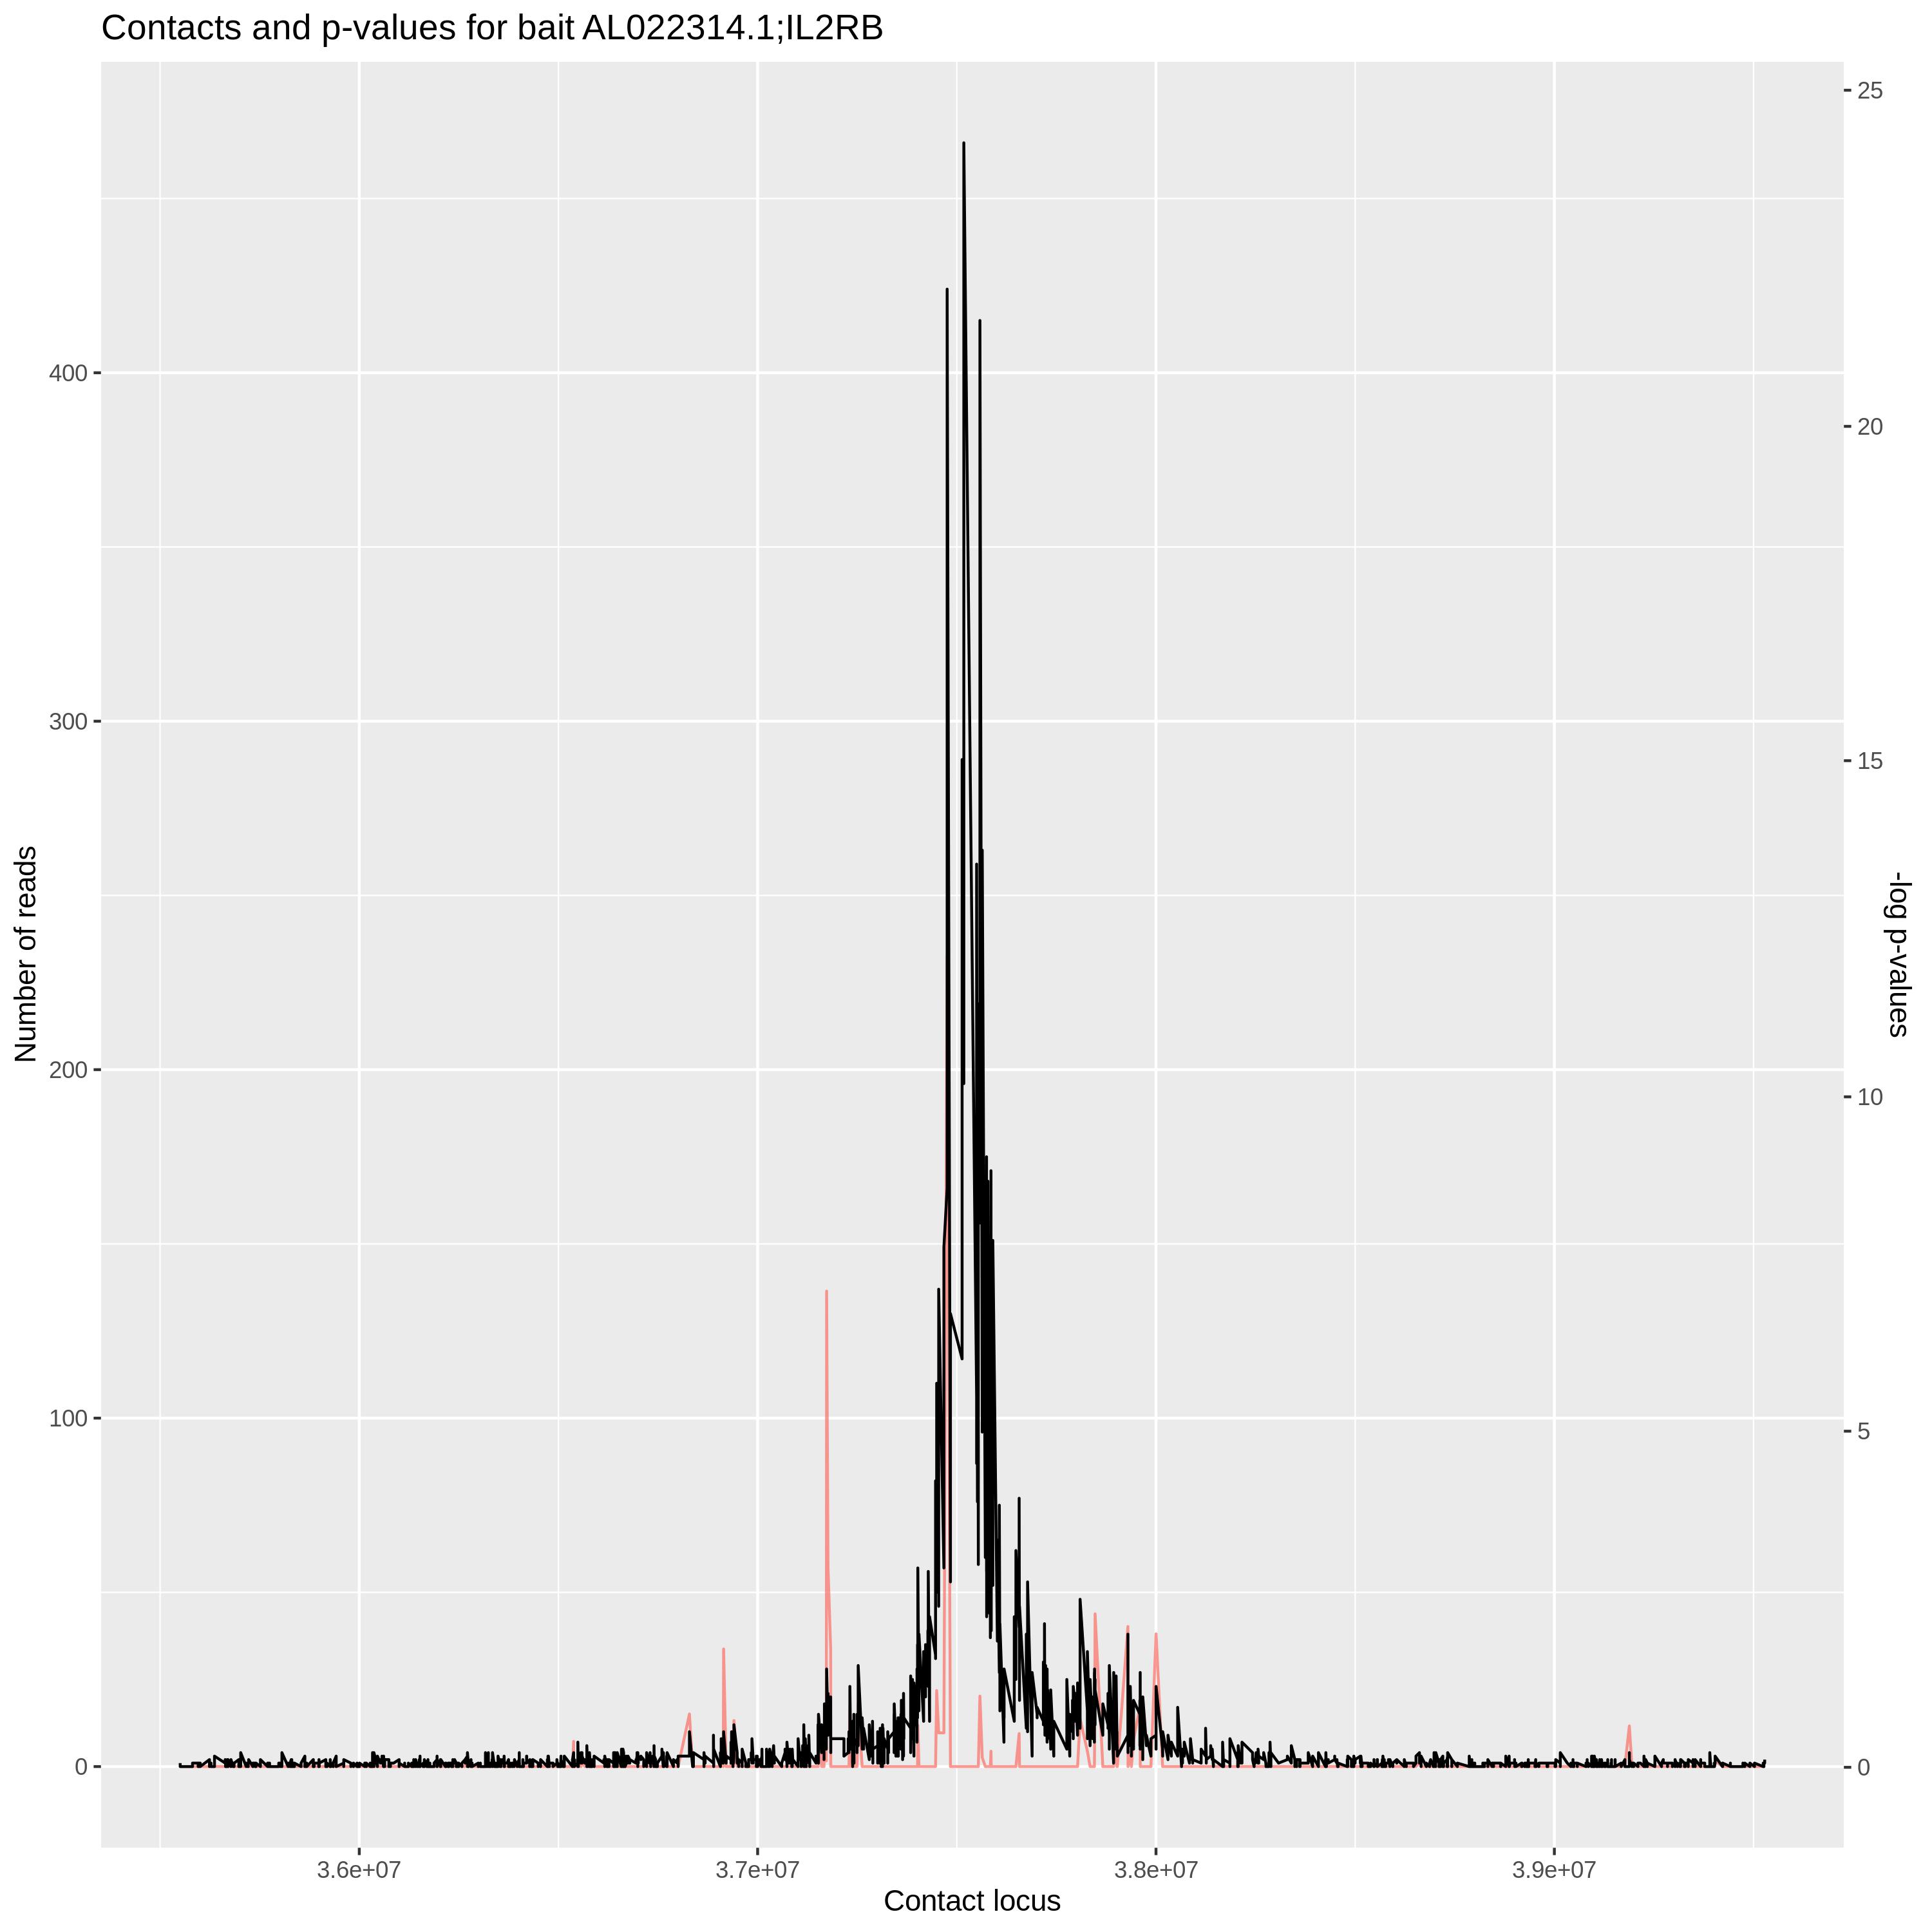 Contacts and p-values for bait AL022314.1;IL2RB
25
400
20
300
15
Number of reads
-log p-values
200
10
100
5
0
0
3.6e+07
3.7e+07
3.8e+07
3.9e+07
Contact locus